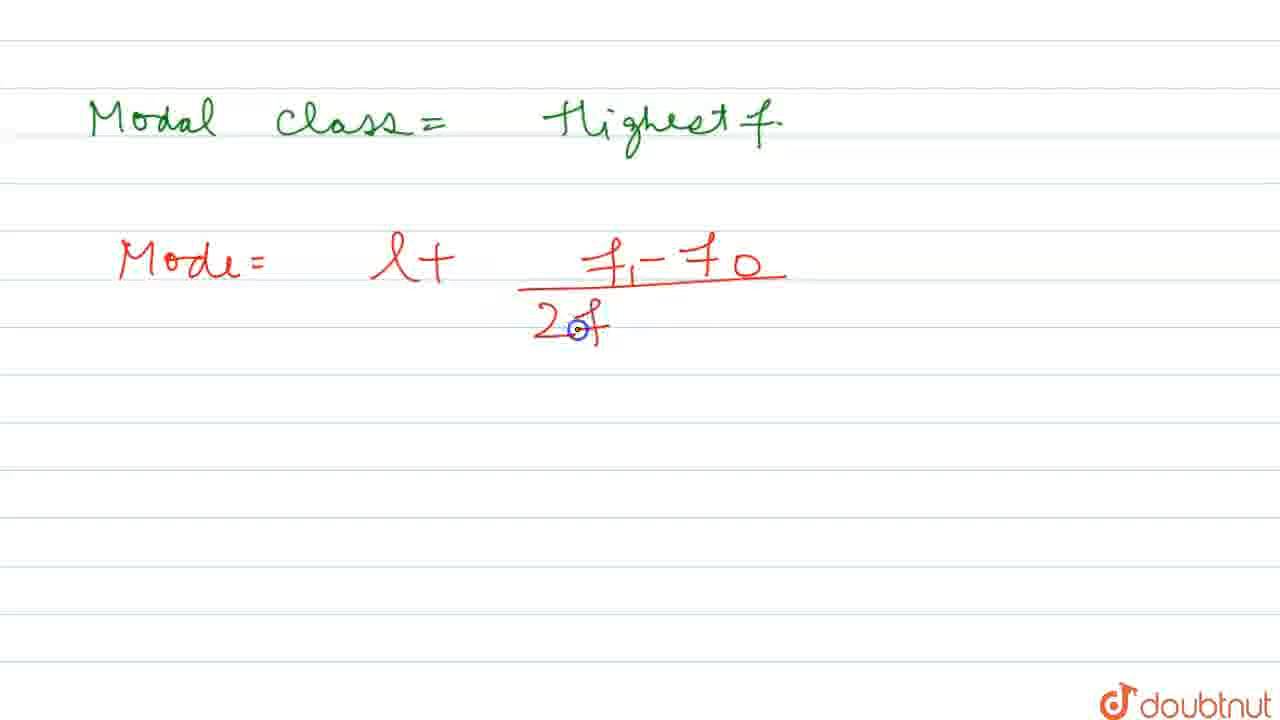 Modal class = Highest f.
Mode = l + f₁ - f₀
2f
doubtnut